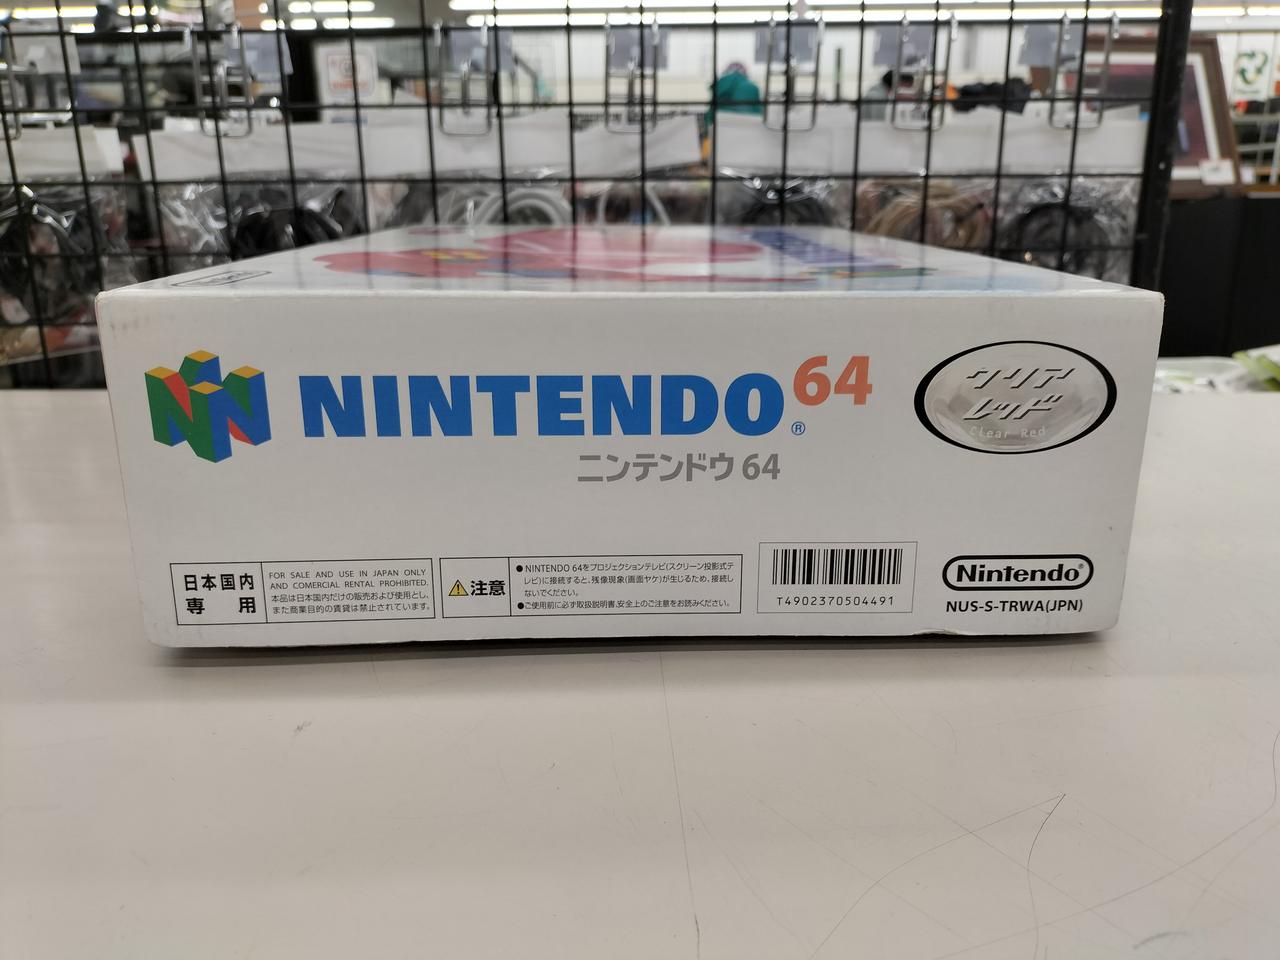 NINTENDO 64
®
ニンテンドウ64
クリア
レッド
Clear Red
日本国内
専 用
FOR SALE AND USE IN JAPAN ONLY
AND COMERCIAL RENTAL PROHIBITED.
本品は日本国内だけの販売および使用とし、
また商業目的の賃貸は禁止されています。
注意
●NINTENDO 64をプロジェクションテレビ(スクリーン投影式テ
レビ)に接続すると、残像現象(画面ヤケ)が生じるため、接続し
ないでください。
●ご使用前に必ず取扱説明書、安全上のご注意をお読みください。
T4902370504491
Nintendo®
NUS-S-TRWA(JPN)